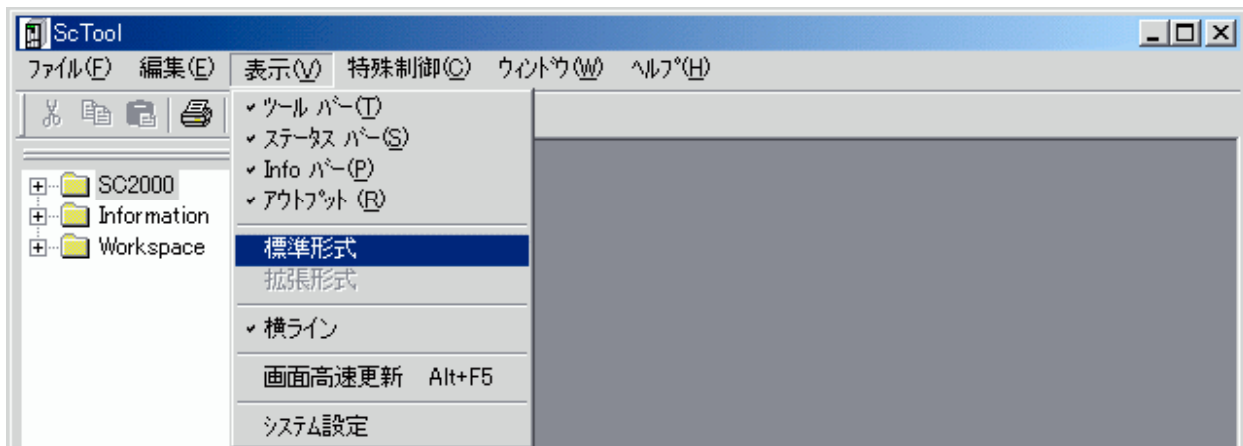 ScTool
ファイル(F) 編集(E) 表示(V) 特殊制御(C) ウィンドウ(W) ヘルプ(H)
ツール バー(T)
ステータス バー(S)
Info バー(P)
アウトプット (R)
SC2000
Information
Workspace
標準形式
拡張形式
横ライン
画面高速更新 Alt+F5
システム設定